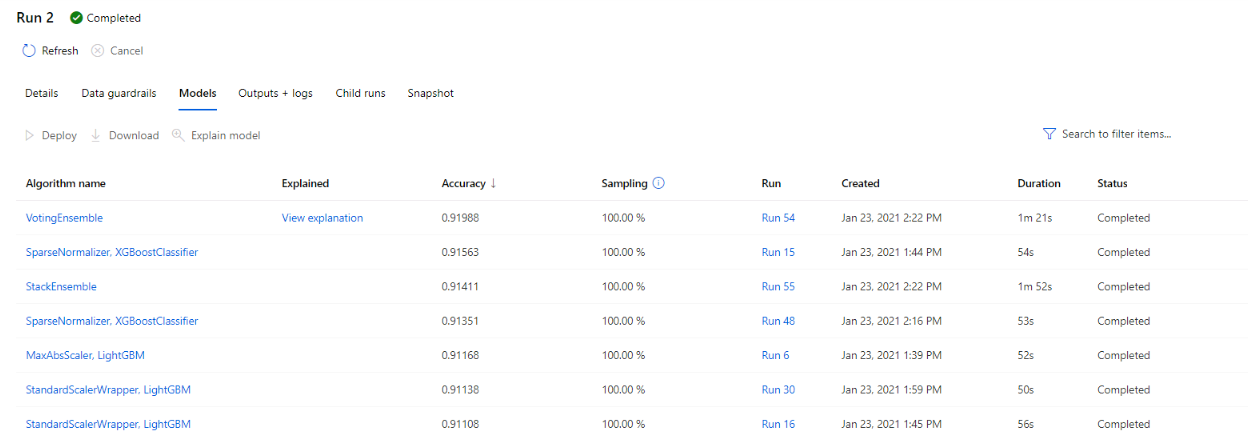 Run 2 Completed
Refresh Cancel
Details Data guardrails Models Outputs + logs Child runs Snapshot
Deploy Download Explain model Search to filter items...
Algorithm name Explained Accuracy ↓ Sampling Run Created Duration Status
VotingEnsemble View explanation 0.91988 100.00 % Run 54 Jan 23, 2021 2:22 PM 1m 21s Completed
SparseNormalizer, XGBoostClassifier 0.91563 100.00 % Run 15 Jan 23, 2021 1:44 PM 54s Completed
StackEnsemble 0.91411 100.00 % Run 55 Jan 23, 2021 2:22 PM 1m 52s Completed
SparseNormalizer, XGBoostClassifier 0.91351 100.00 % Run 48 Jan 23, 2021 2:16 PM 53s Completed
MaxAbsScaler, LightGBM 0.91168 100.00 % Run 6 Jan 23, 2021 1:39 PM 52s Completed
StandardScalerWrapper, LightGBM 0.91138 100.00 % Run 30 Jan 23, 2021 1:59 PM 50s Completed
StandardScalerWrapper, LightGBM 0.91108 100.00 % Run 16 Jan 23, 2021 1:45 PM 56s Completed